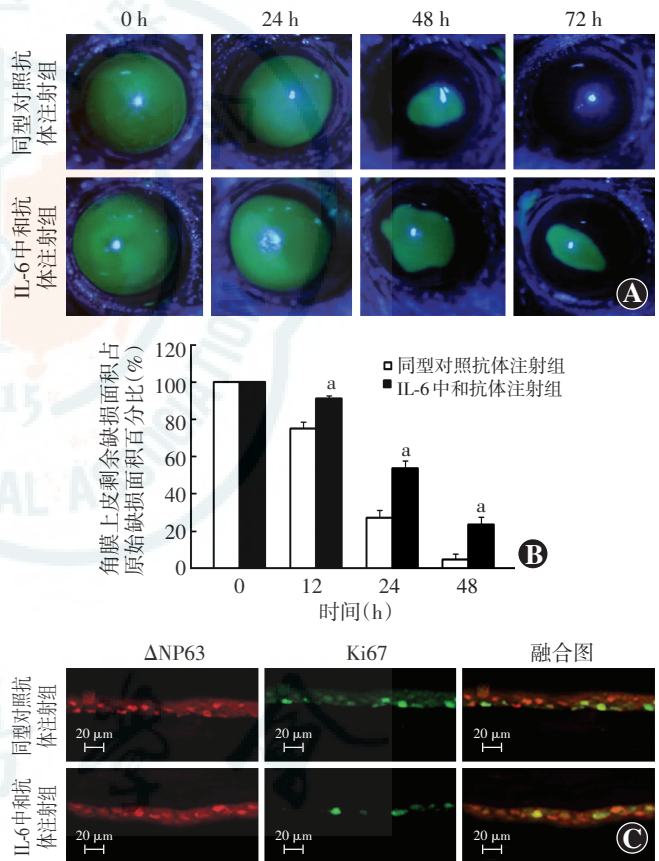 0 h 24 h 48 h 72 h
同型对照抗
体注射组
IL-6中和抗
体注射组
A
角膜上皮剩余缺损面积占
原始缺损面积百分比(%)
120
100
80
60
40
20
0
同型对照抗体注射组
IL-6中和抗体注射组
a
a
a
0 12 24 48
时间(h)
B
ΔNP63 Ki67 融合图
同型对照抗
体注射组
20 μm 20 μm 20 μm
IL-6中和抗
体注射组
20 μm 20 μm 20 μm
C